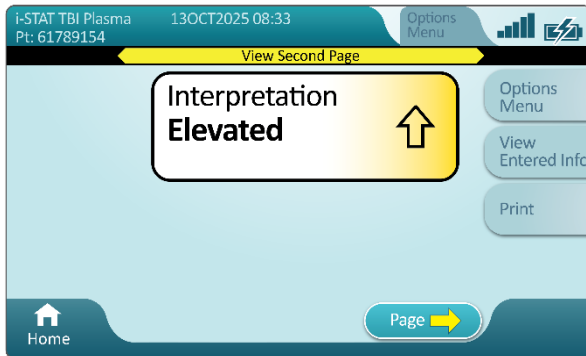 i-STAT TBI Plasma 13OCT2025 08:33
Pt: 61789154
Options
Menu
View Second Page
Interpretation
Elevated
Options
Menu
View
Entered Info
Print
Page
Home